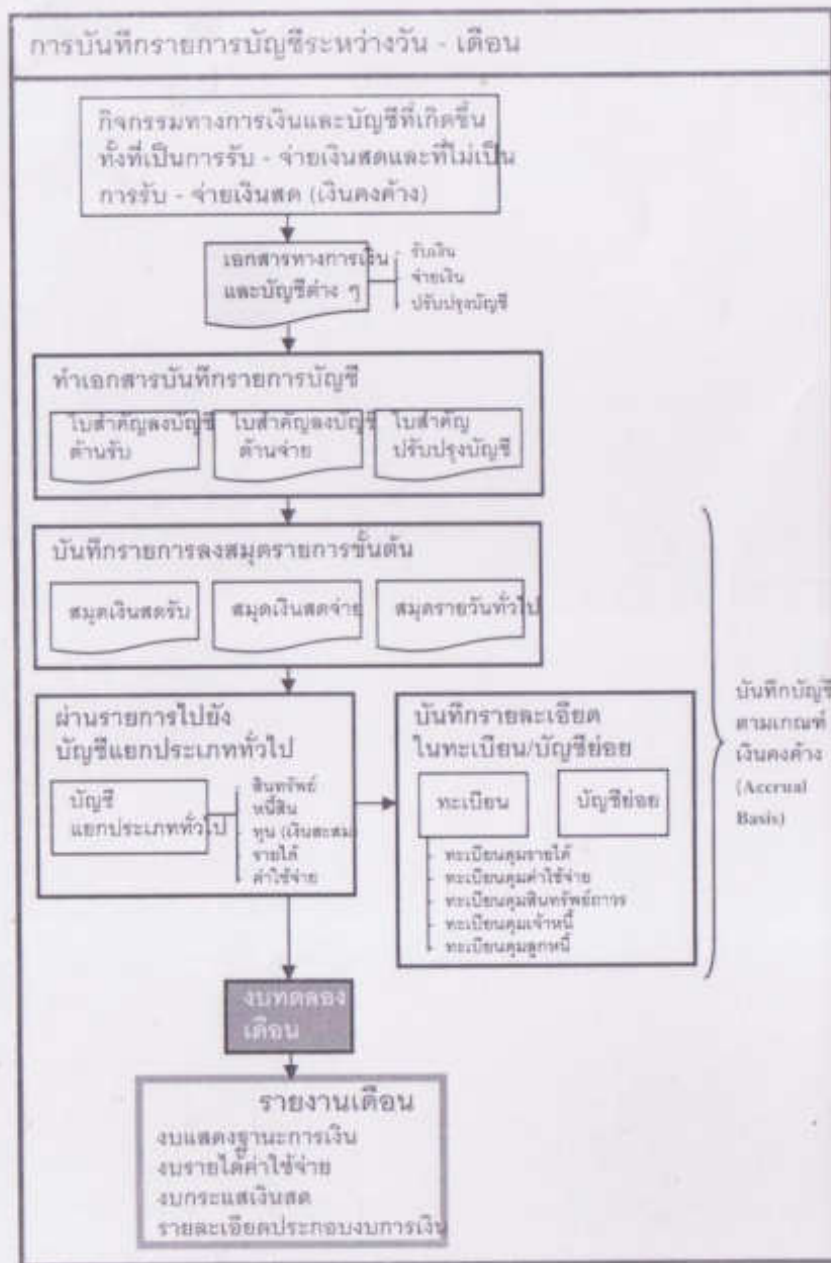 การบันทึกรายการบัญชีระหว่างวัน - เดือน
กิจกรรมทางการเงินและบัญชีที่เกิดขึ้น
ทั้งที่เป็นการรับ - จ่ายเงินสดและที่ไม่เป็น
การรับ - จ่ายเงินสด (เงินคงค้าง)
เอกสารทางการเงิน
และบัญชีต่าง ๆ
- รับเงิน
- จ่ายเงิน
- ปรับปรุงบัญชี
ทำเอกสารบันทึกรายการบัญชี
ใบสำคัญลงบัญชี
ด้านรับ
ใบสำคัญลงบัญชี
ด้านจ่าย
ใบสำคัญ
ปรับปรุงบัญชี
บันทึกรายการลงสมุดรายการขั้นต้น
สมุดเงินสดรับ
สมุดเงินสดจ่าย
สมุดรายวันทั่วไป
ผ่านรายการไปยัง
บัญชีแยกประเภททั่วไป
บัญชี
แยกประเภททั่วไป
- สินทรัพย์
- หนี้สิน
- ทุน (เงินสะสม
- รายได้
- ค่าใช้จ่าย
บันทึกรายละเอียด
ในทะเบียน/บัญชีย่อย
ทะเบียน
บัญชีย่อย
- ทะเบียนคุมรายได้
- ทะเบียนคุมค่าใช้จ่าย
- ทะเบียนคุมสินทรัพย์ถาวร
- ทะเบียนคุมเจ้าหนี้
- ทะเบียนคุมลูกหนี้
บันทึกบัญชี
ตามเกณฑ์
เงินคงค้าง
(Accrual
Basis)
งบทดลอง
เดือน
รายงานเดือน
งบแสดงฐานะการเงิน
งบรายได้ค่าใช้จ่าย
งบกระแสเงินสด
รายละเอียดประกอบงบการเงิน